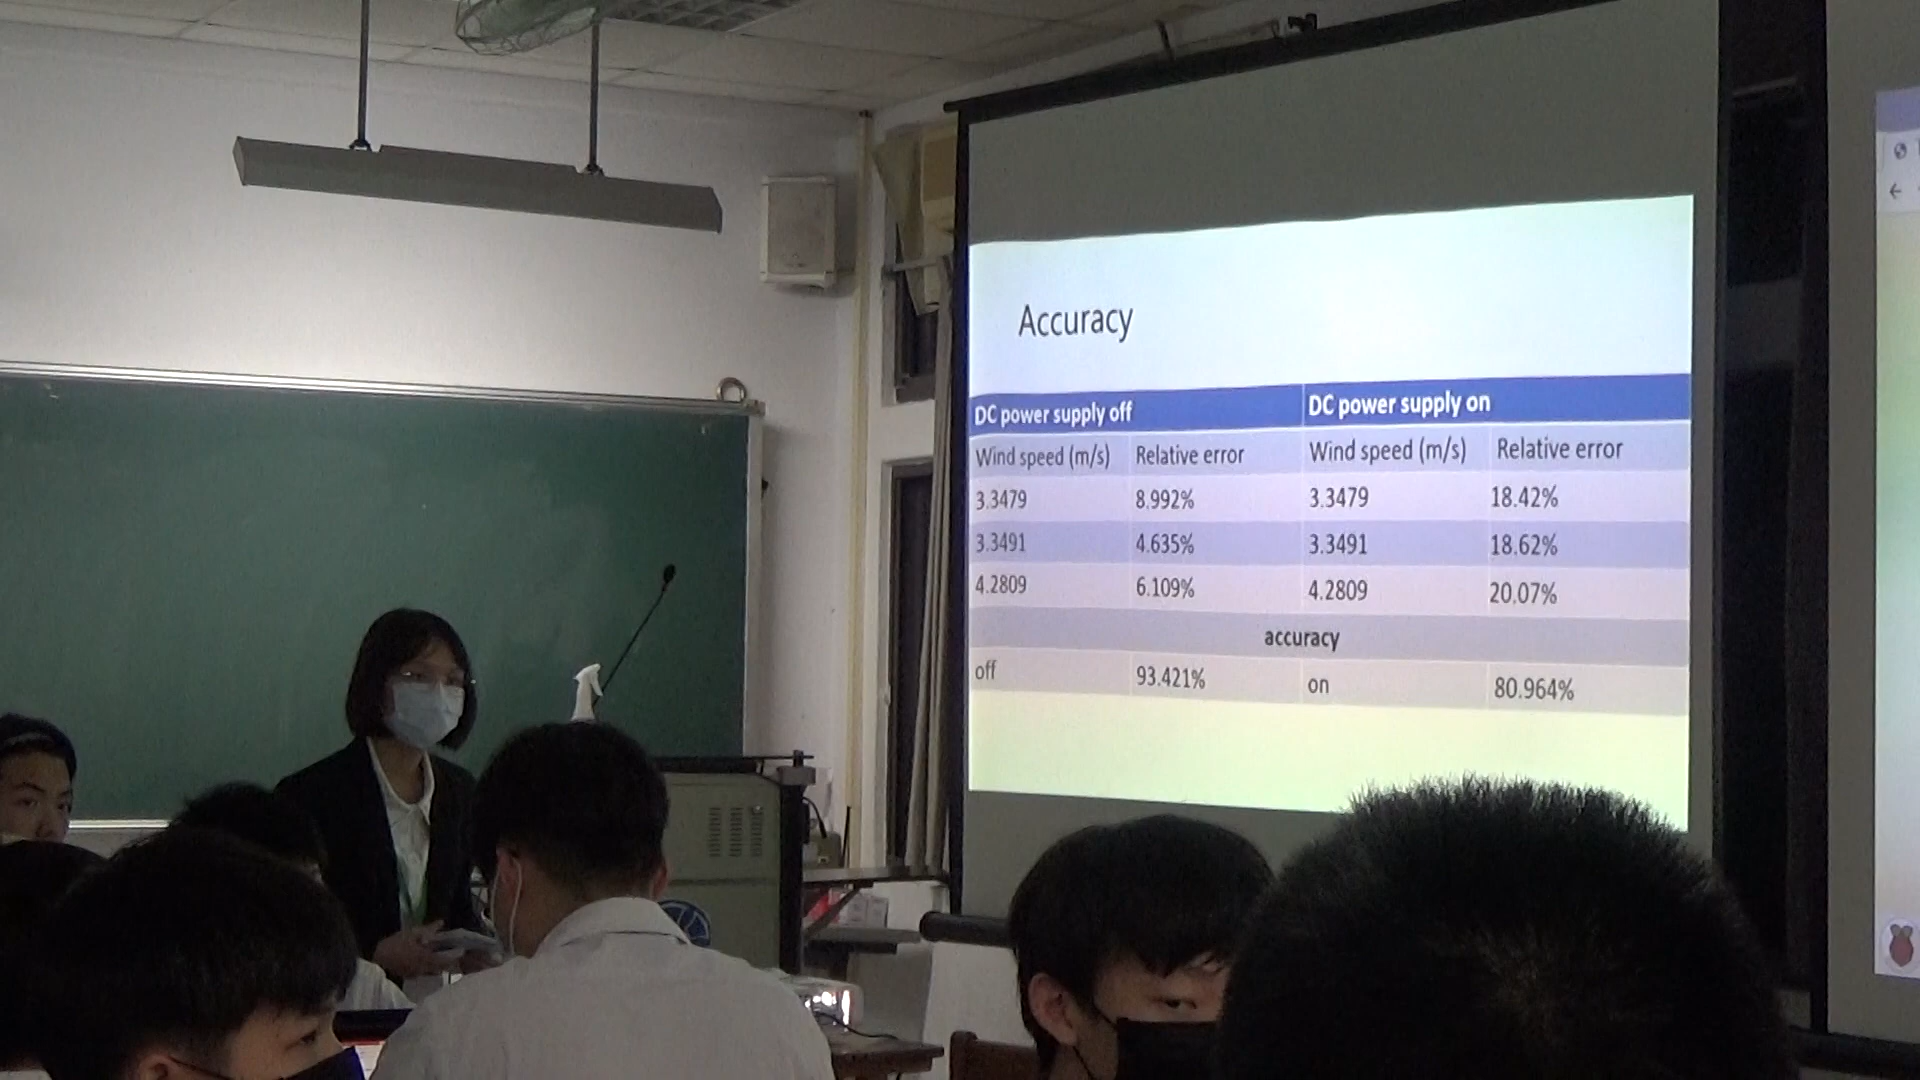 Accuracy
DC power supply off DC power supply on
Wind speed (m/s) Relative error Wind speed (m/s) Relative error
3.3479 8.992% 3.3479 18.42%
3.3491 4.635% 3.3491 18.62%
4.2809 6.109% 4.2809 20.07%
accuracy
off 93.421% on 80.964%